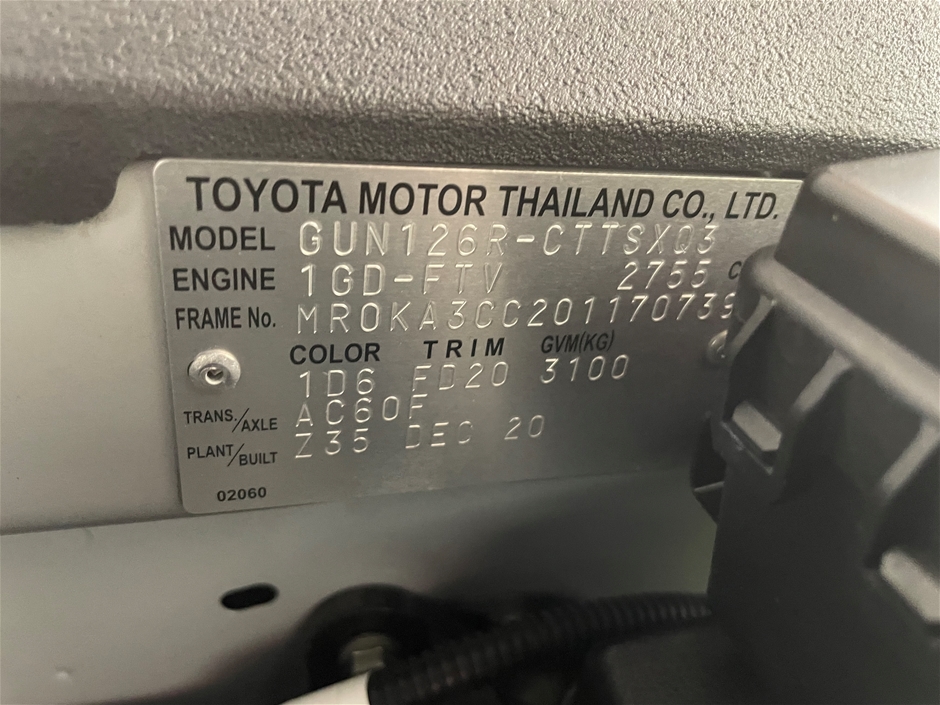 TOYOTA MOTOR THAILAND CO., LTD.
MODEL GUN126R-CTTSXQ3
ENGINE 1GD-FTV 2755 C
FRAME No. MR0KA3CC201170739
COLOR TRIM GVM(KG)
1D6 FD20 3100
TRANS./AXLE AC60F
PLANT/BUILT Z35 DEC 20
02060